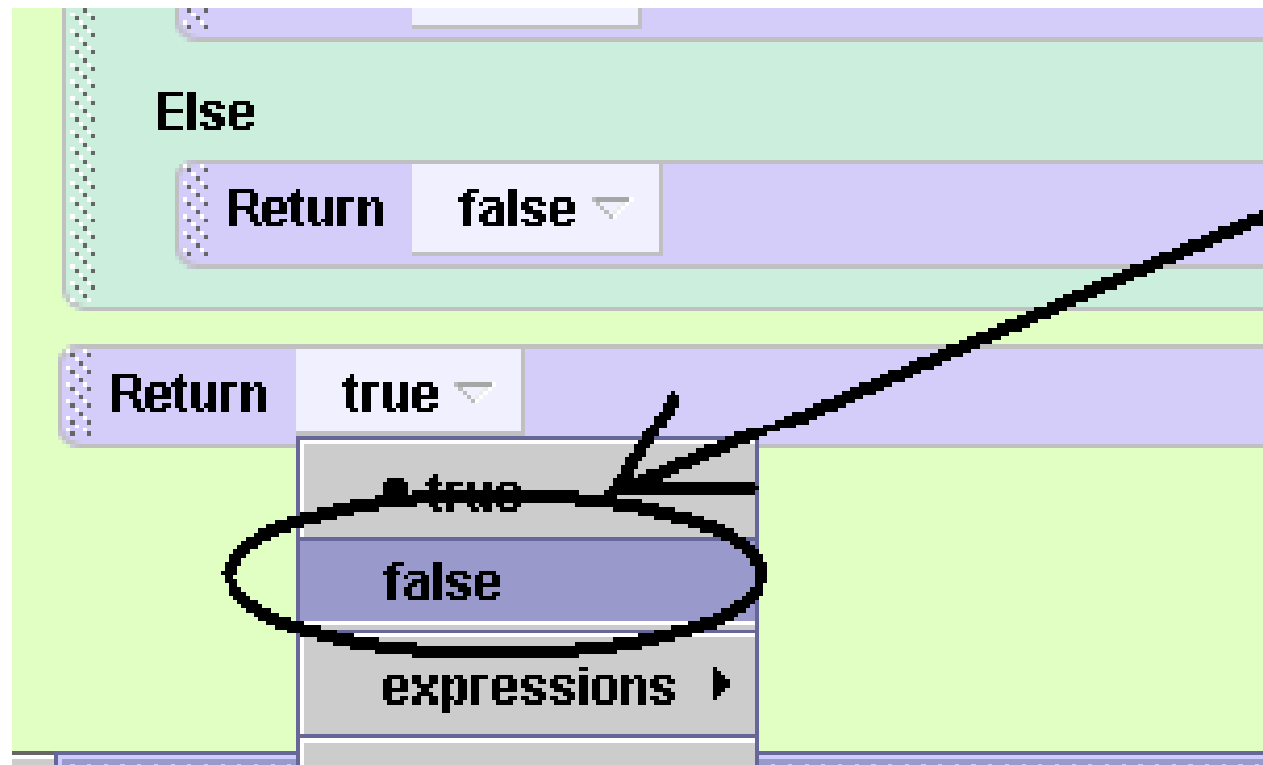 Else
Return false
Return true
true
false
expressions